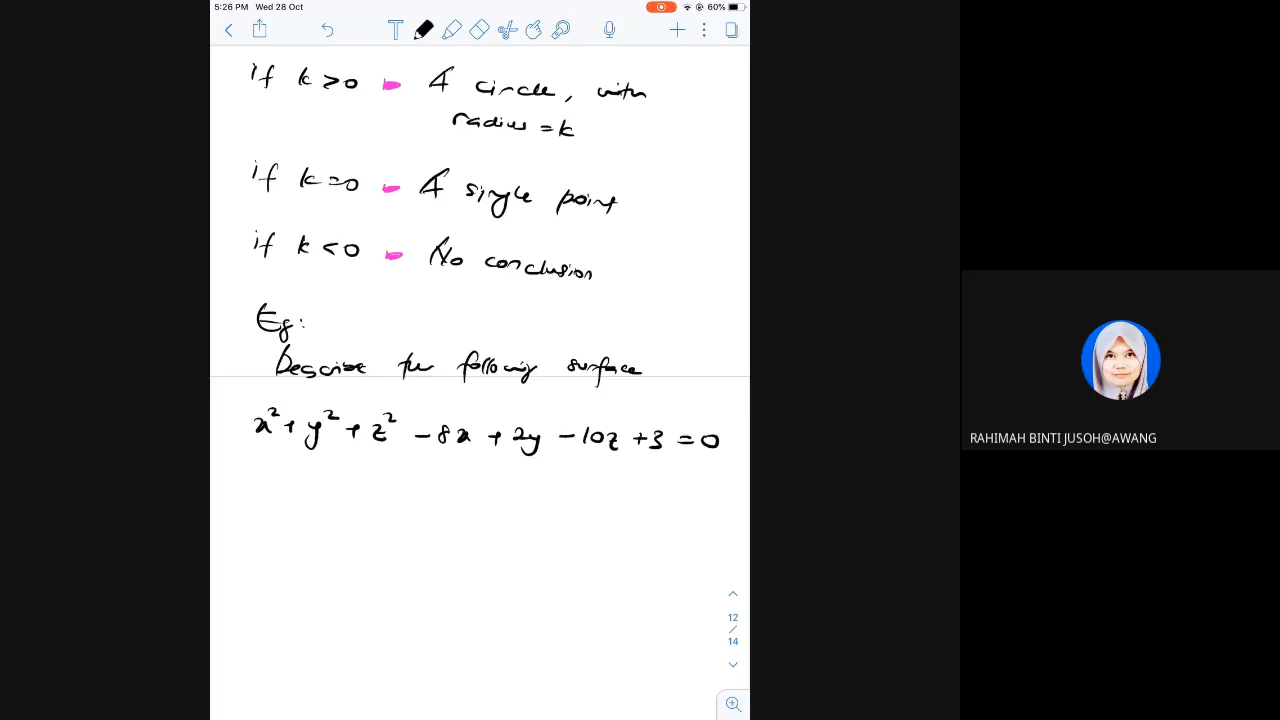 5:26 PM Wed 28 Oct
60%
if k > 0 - A circle, with
radius = k
if k = 0 - A single point
if k < 0 - No conclusion
Eg:
Describe the following surface
x² + y² + z² - 8x + 2y - 10z + 3 = 0
12
/
14
RAHIMAH BINTI JUSOH@AWANG